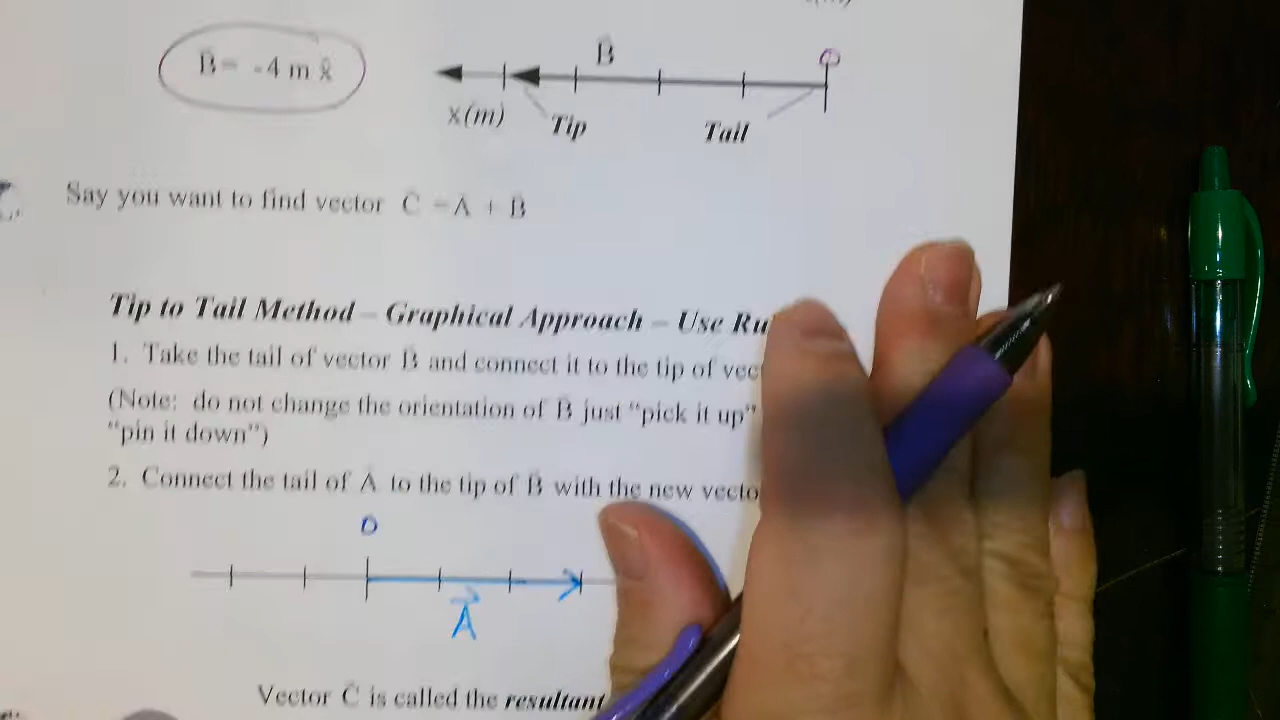 B⃗ = -4 m x̂
B⃗
0
x(m)
Tip
Tail
Say you want to find vector C⃗ = A⃗ + B⃗
Tip to Tail Method – Graphical Approach – Use Ru
1. Take the tail of vector B⃗ and connect it to the tip of vec
(Note: do not change the orientation of B⃗ just “pick it up”
“pin it down”)
2. Connect the tail of A⃗ to the tip of B⃗ with the new vecto
0
A⃗
Vector C⃗ is called the resultant